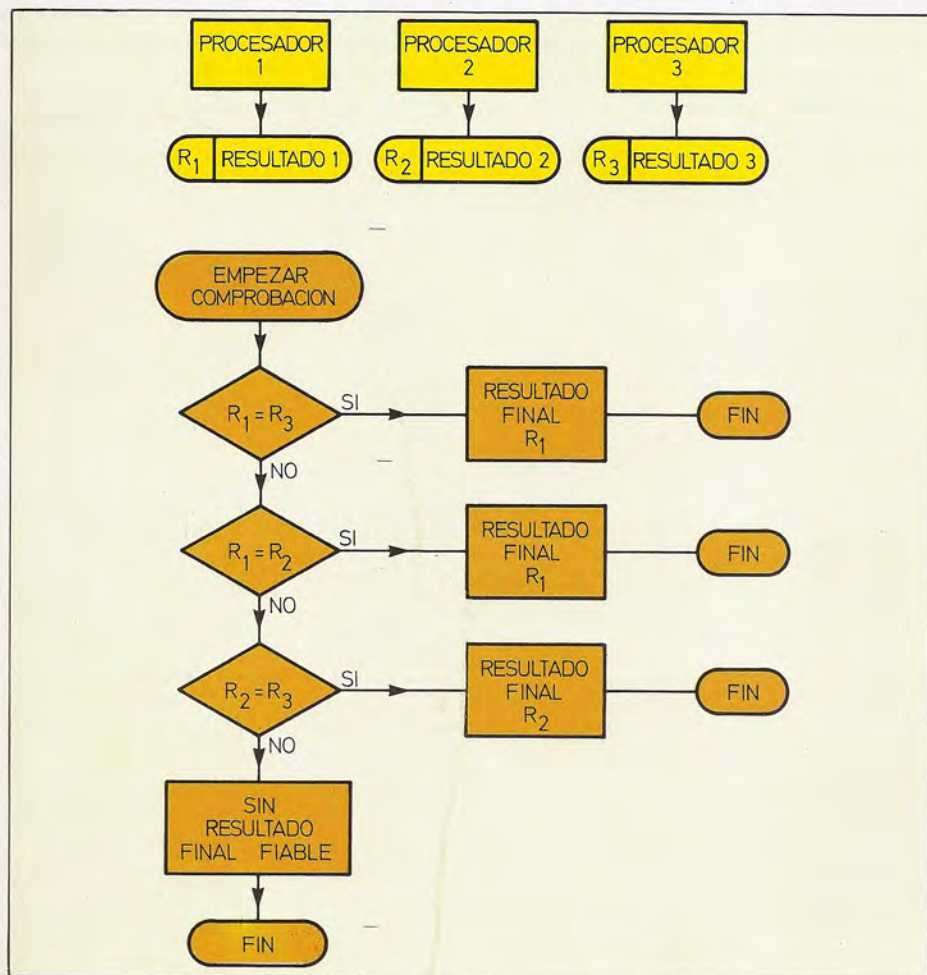 PROCESADOR
1
PROCESADOR
2
PROCESADOR
3
R1 RESULTADO 1
R2 RESULTADO 2
R3 RESULTADO 3
EMPEZAR
COMPROBACION
R1 = R3
SI
RESULTADO
FINAL
R1
FIN
NO
R1 = R2
SI
RESULTADO
FINAL
R1
FIN
NO
R2 = R3
SI
RESULTADO
FINAL
R2
FIN
NO
SIN
RESULTADO
FINAL FIABLE
FIN